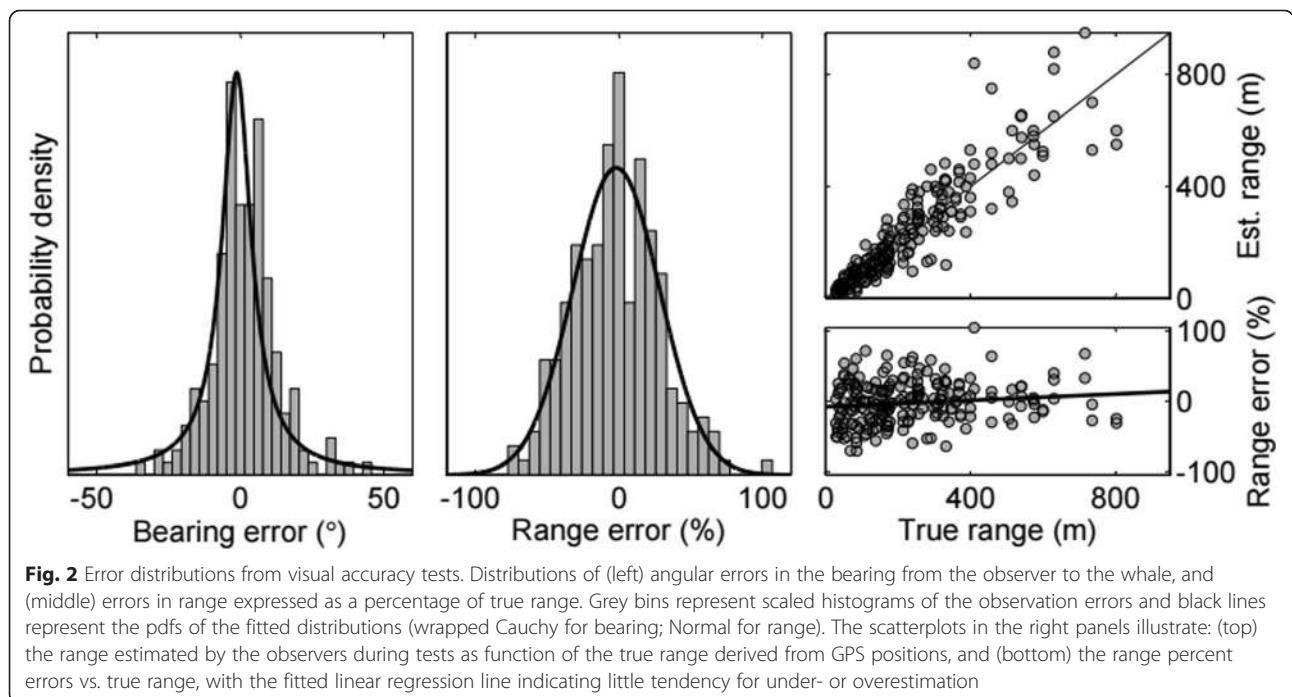 Probability density
-50 0 50
Bearing error (°)
-100 0 100
Range error (%)
800
400
0
Est. range (m)
100
0
-100
Range error (%)
0 400 800
True range (m)
Fig. 2 Error distributions from visual accuracy tests. Distributions of (left) angular errors in the bearing from the observer to the whale, and
(middle) errors in range expressed as a percentage of true range. Grey bins represent scaled histograms of the observation errors and black lines
represent the pdfs of the fitted distributions (wrapped Cauchy for bearing; Normal for range). The scatterplots in the right panels illustrate: (top)
the range estimated by the observers during tests as function of the true range derived from GPS positions, and (bottom) the range percent
errors vs. true range, with the fitted linear regression line indicating little tendency for under- or overestimation